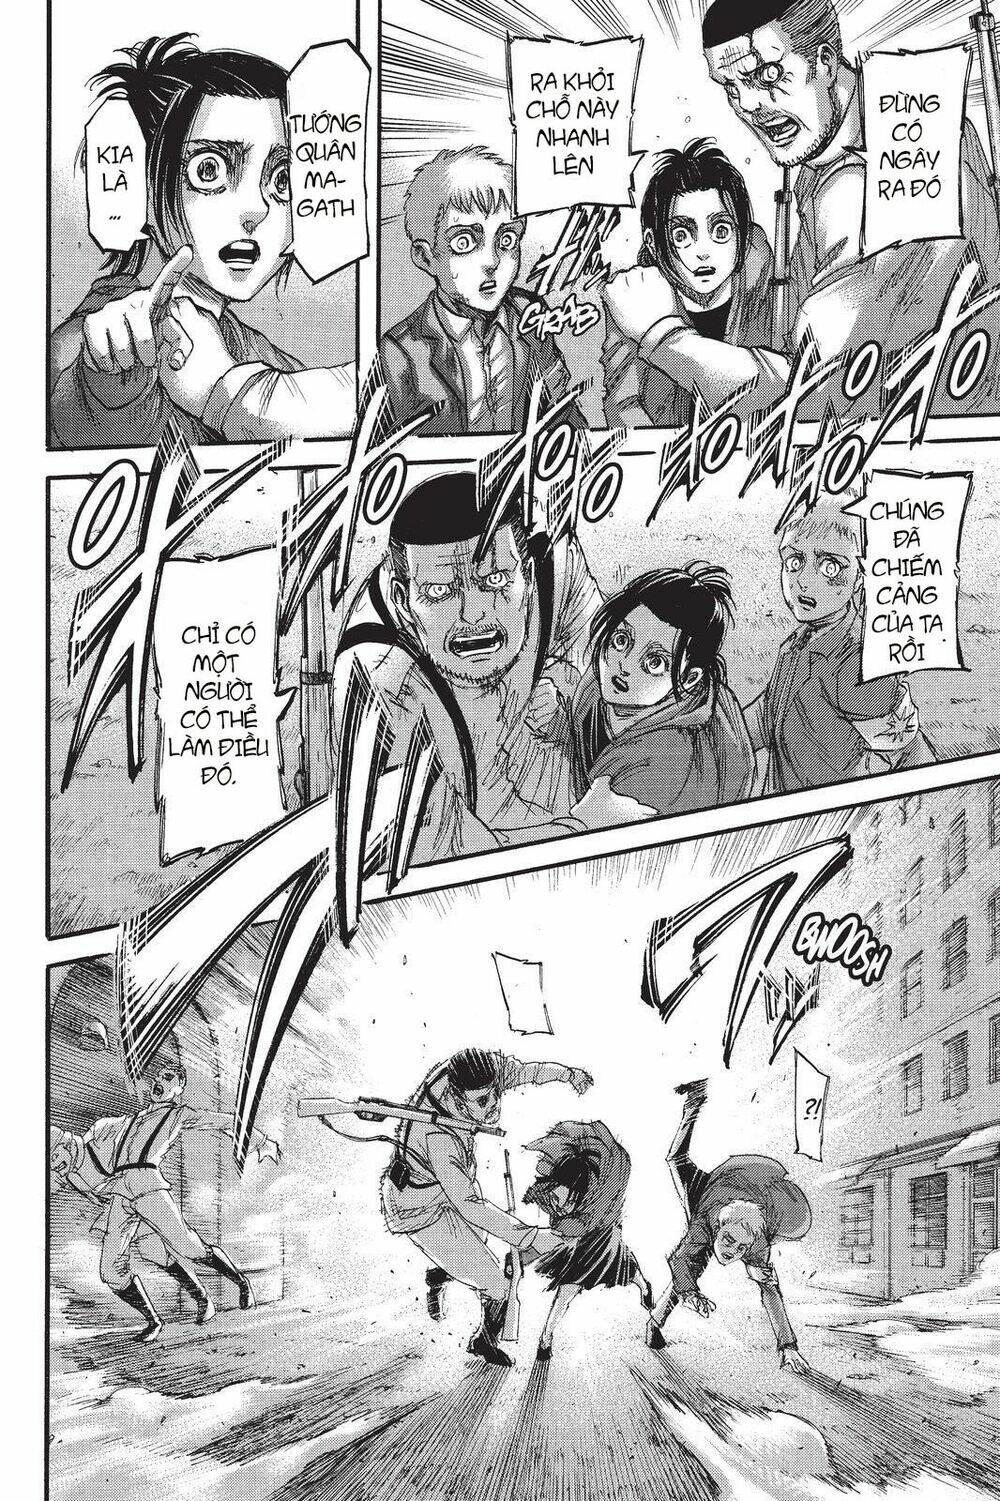 ĐỪNG
CÓ
NGÂY
RA ĐÓ
RA KHỎI
CHỖ NÀY
NHANH
LÊN
GRAB
TƯỚNG
QUÂN
MA-
GATH
KIA
LÀ
...
CHÚNG
ĐÃ
CHIẾM
CẢNG
CỦA TA
RỒI
CHỈ CÓ
MỘT
NGƯỜI
CÓ THỂ
LÀM ĐIỀU
ĐÓ.
BWOOSH
?!